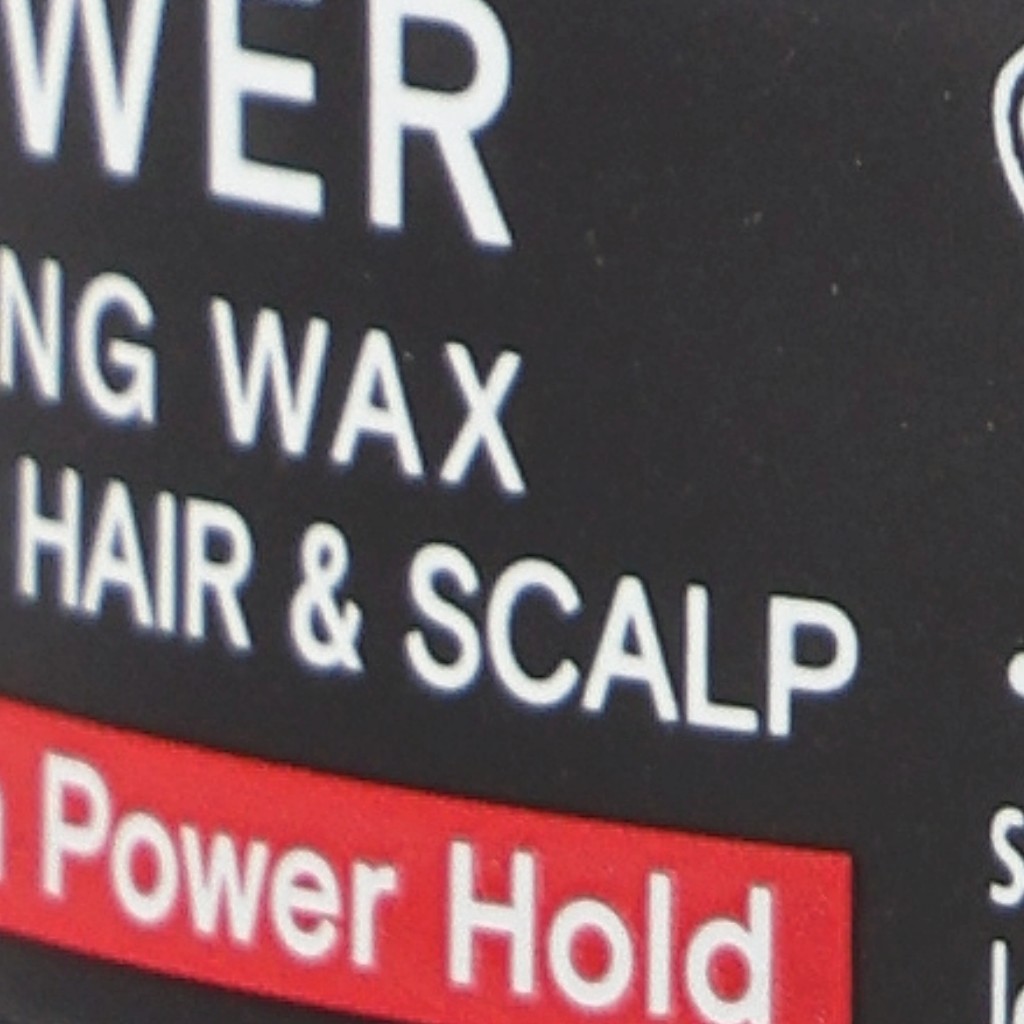 WER
NG WAX
HAIR & SCALP
Power Hold